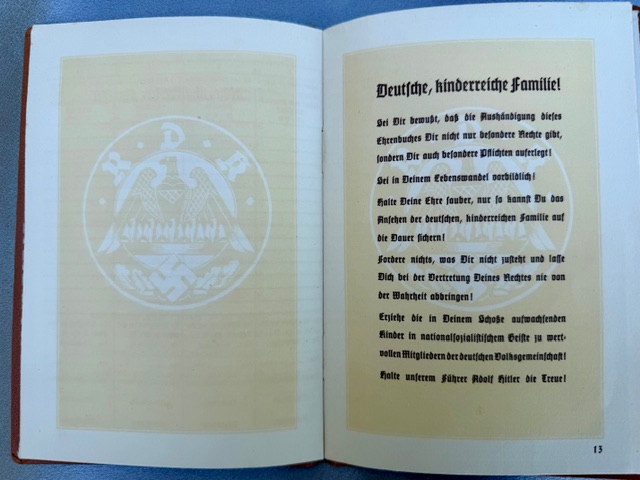 R D K
Deutsche, kinderreiche Familie!
Sei Dir bewußt, daß die Aushändigung dieses
Ehrenbuches Dir nicht nur besondere Rechte gibt,
sondern Dir auch besondere Pflichten auferlegt!
Sei in Deinem Lebenswandel vorbildlich!
Halte Deine Ehre sauber, nur so kannst Du das
Ansehen der deutschen, kinderreichen Familie auf
die Dauer sichern!
Fordere nichts, was Dir nicht zusteht und lasse
Dich bei der Vertretung Deines Rechtes nie von
der Wahrheit abbringen!
Erziehe die in Deinem Schoße aufwachsenden
Kinder in nationalsozialistischem Geiste zu wert-
vollen Mitgliedern der deutschen Volksgemeinschaft!
Halte unserem Führer Adolf Hitler die Treue!
13